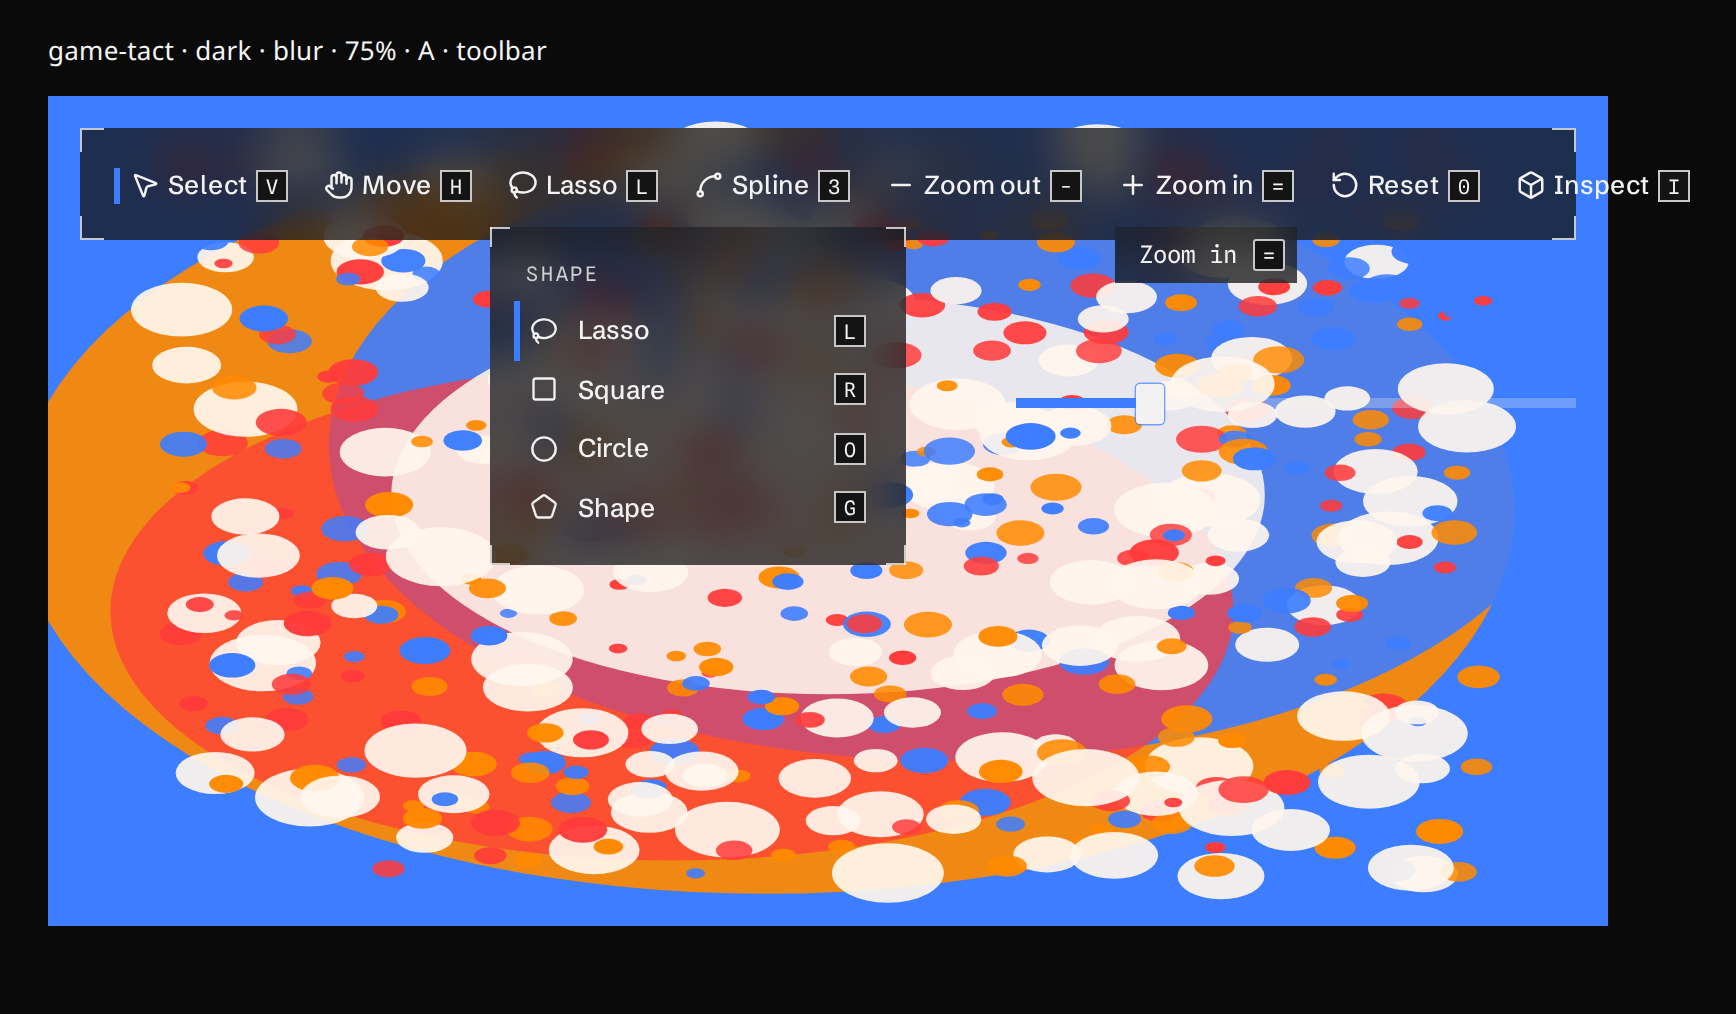 game-tact · dark · blur · 75% · A · toolbar
Select V Move H Lasso L Spline 3 Zoom out - Zoom in = Reset 0 Inspect I
Zoom in =
SHAPE
Lasso L
Square R
Circle O
Shape G